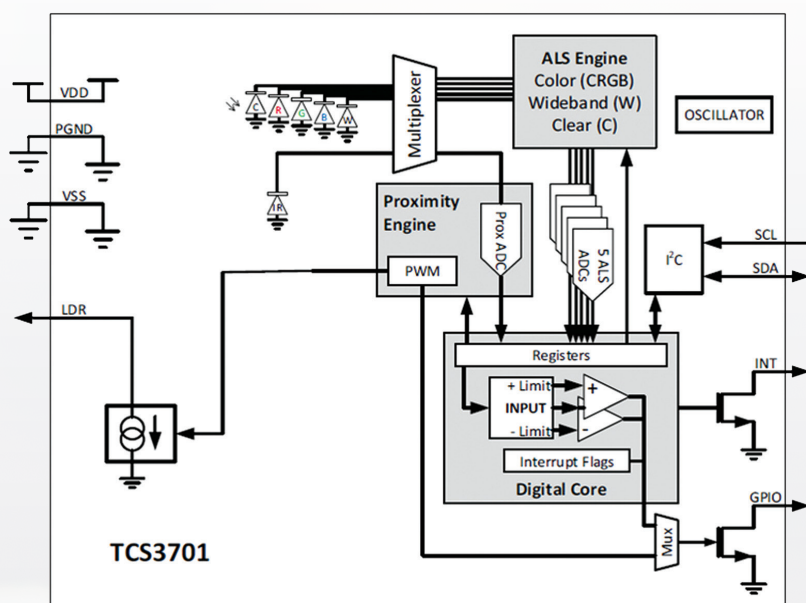 VDD
PGND
VSS
LDR
C
R
G
B
W
IR
Multiplexer
ALS Engine
Color (CRGB)
Wideband (W)
Clear (C)
OSCILLATOR
Proximity
Engine
Prox ADC
PWM
5 ALS
ADCs
I²C
SCL
SDA
Registers
+ Limit
INPUT
- Limit
+
-
Interrupt Flags
Digital Core
INT
GPIO
Mux
TCS3701